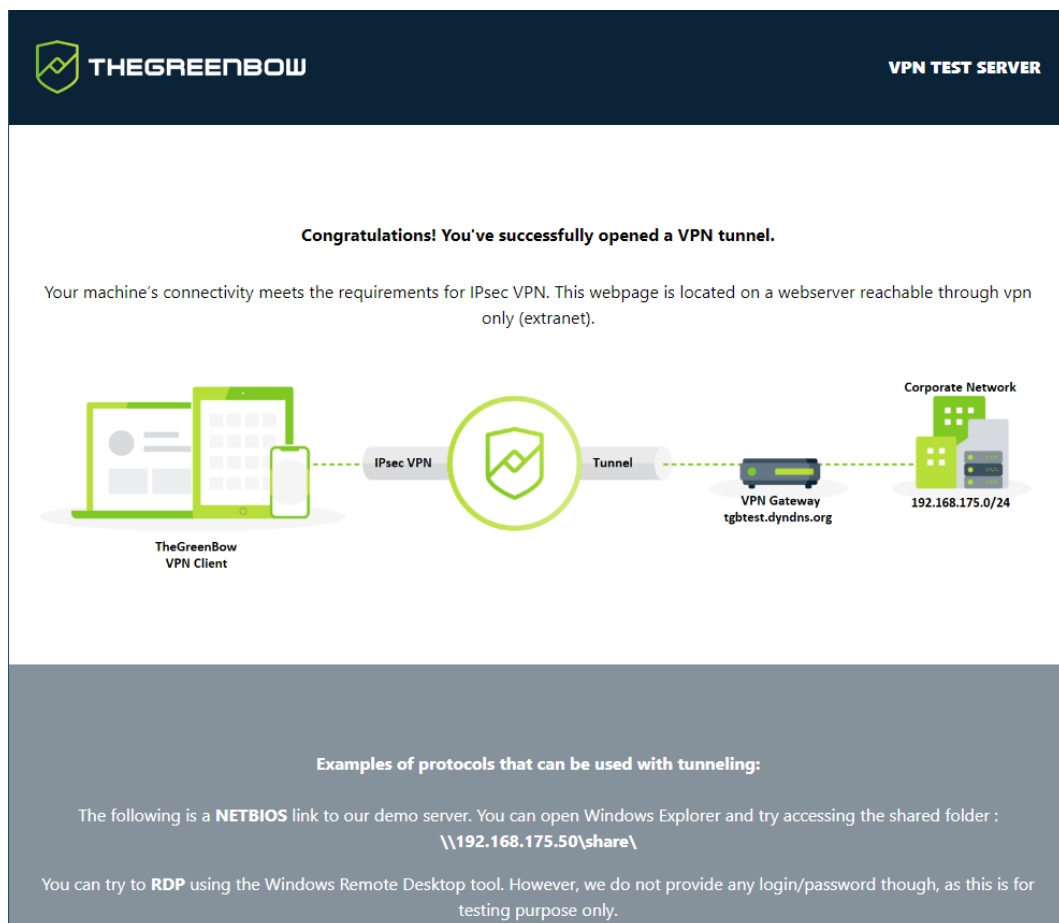 THEGREENBOW
VPN TEST SERVER
Congratulations! You've successfully opened a VPN tunnel.
Your machine's connectivity meets the requirements for IPsec VPN. This webpage is located on a webserver reachable through vpn
only (extranet).
Corporate Network
IPsec VPN
Tunnel
VPN Gateway
tgbtest.dyndns.org
192.168.175.0/24
TheGreenBow
VPN Client
Examples of protocols that can be used with tunneling:
The following is a NETBIOS link to our demo server. You can open Windows Explorer and try accessing the shared folder :
\\192.168.175.50\share\
You can try to RDP using the Windows Remote Desktop tool. However, we do not provide any login/password though, as this is for
testing purpose only.